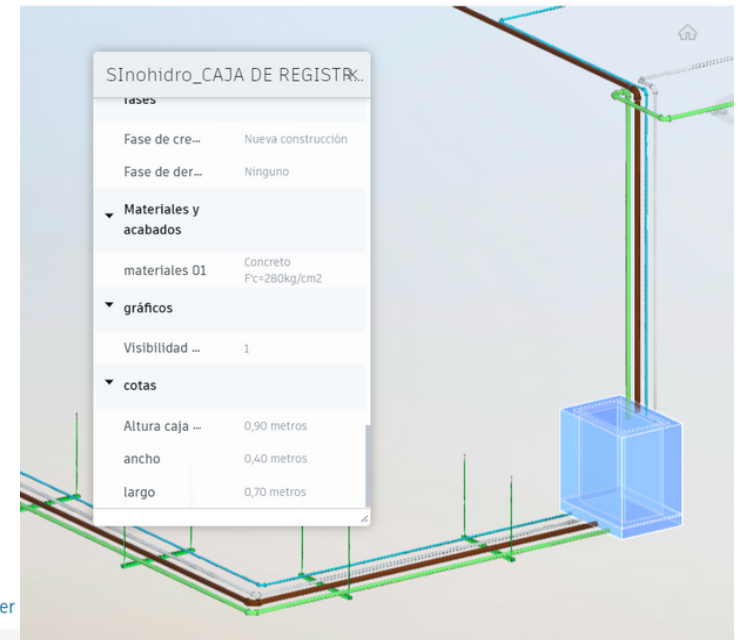 SInohidro_CAJA DE REGISTR...
fases
Fase de cre... Nueva construcción
Fase de der... Ninguno
Materiales y
acabados
materiales 01 Concreto
F'c=280kg/cm2
gráficos
Visibilidad ... 1
cotas
Altura caja ... 0,90 metros
ancho 0,40 metros
largo 0,70 metros
er